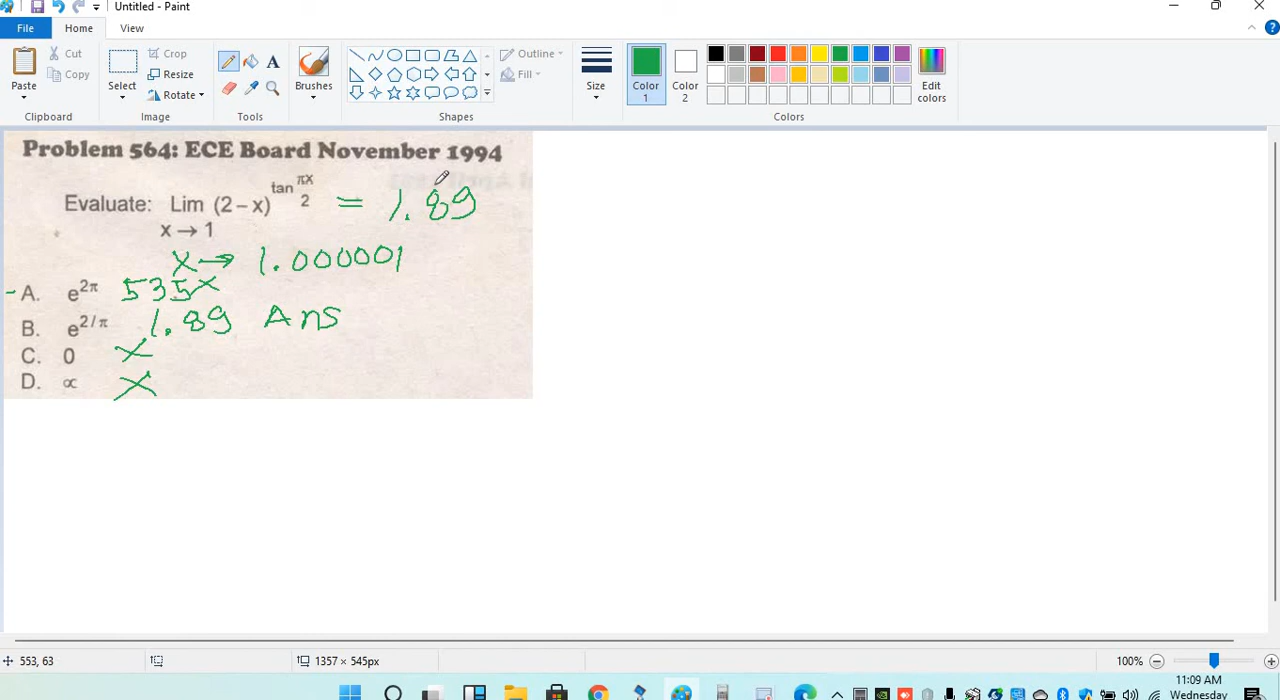 Untitled - Paint
File Home View
Cut
Copy
Paste
Clipboard
Crop
Resize
Rotate
Select
Image
Tools
Brushes
Outline
Fill
Shapes
Size
Color 1
Color 2
Edit colors
Colors
Problem 564: ECE Board November 1994
Evaluate: Lim (2 – x)^tan πx/2 = 1.89
x → 1
x → 1.000001
- A. e^2π 535 x
B. e^2/π 1.89 Ans
C. 0 x
D. ∝ x
553, 63
1357 × 545px
100%
11:09 AM
Wednesday